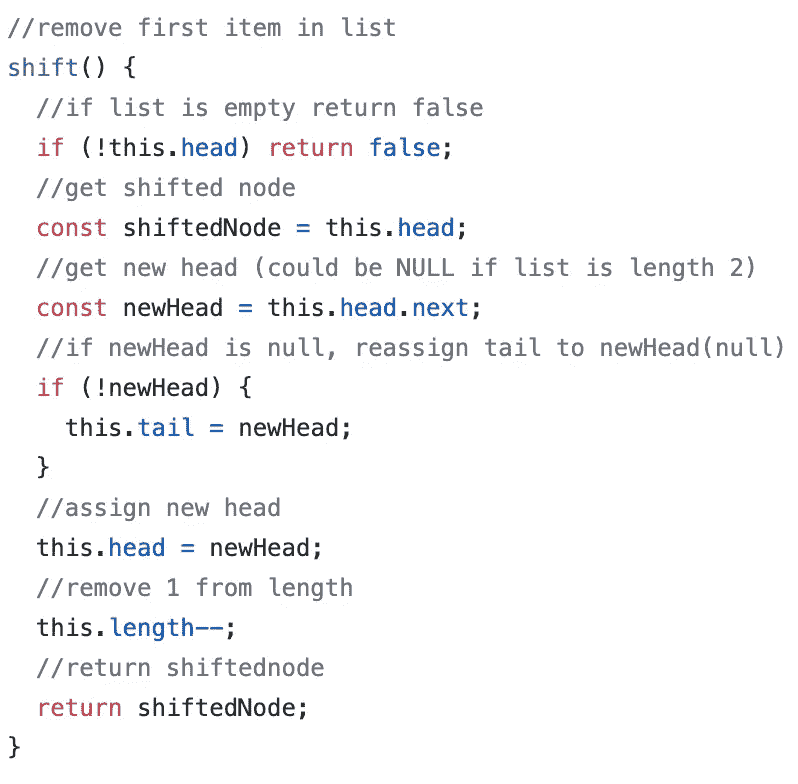 //remove first item in list
shift() {
  //if list is empty return false
  if (!this.head) return false;
  //get shifted node
  const shiftedNode = this.head;
  //get new head (could be NULL if list is length 2)
  const newHead = this.head.next;
  //if newHead is null, reassign tail to newHead(null)
  if (!newHead) {
    this.tail = newHead;
  }
  //assign new head
  this.head = newHead;
  //remove 1 from length
  this.length--;
  //return shiftednode
  return shiftedNode;
}